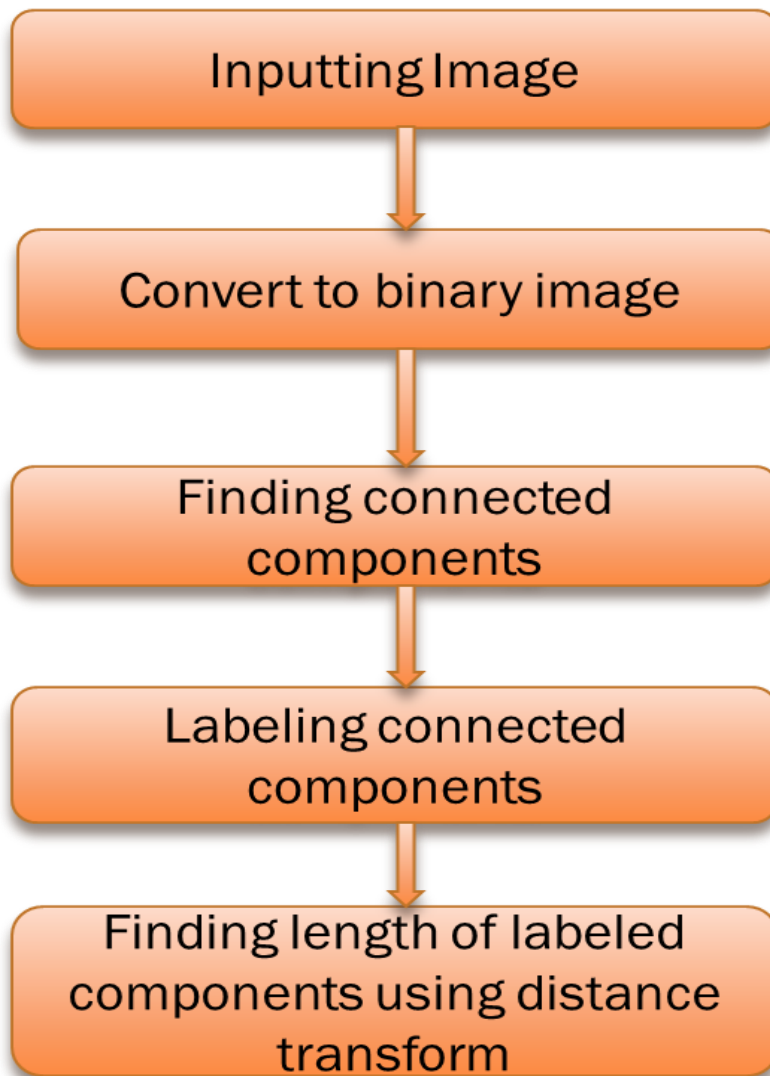 Inputting Image
Convert to binary image
Finding connected
components
Labeling connected
components
Finding length of labeled
components using distance
transform